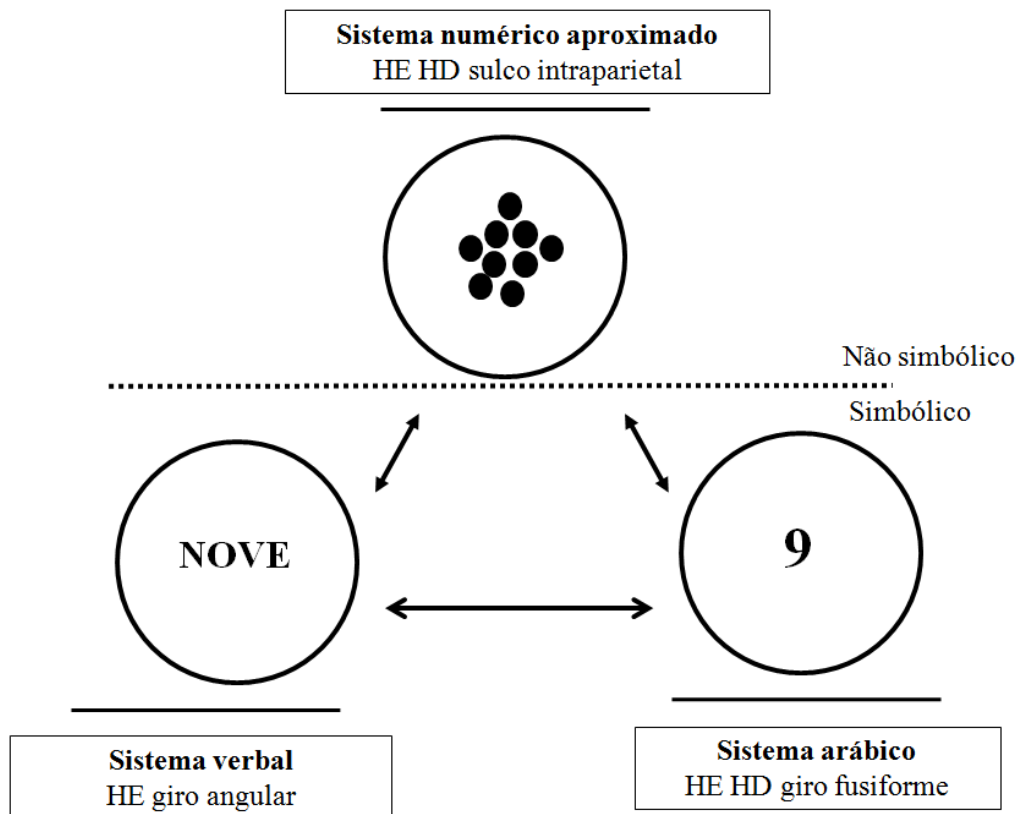 Sistema numérico aproximado
HE HD sulco intraparietal
Não simbólico
Simbólico
NOVE
9
Sistema verbal
HE giro angular
Sistema arábico
HE HD giro fusiforme